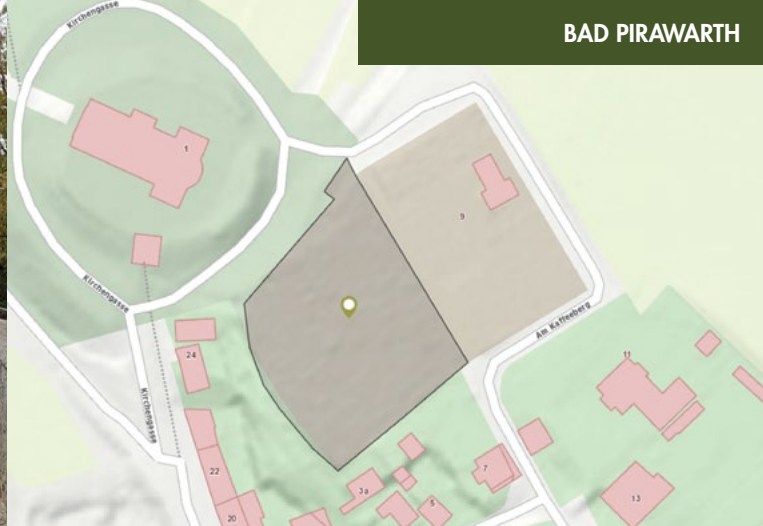 BAD PIRAWARTH
Kirchengasse
1
9
Kirchengasse
Am Kaffeeberg
24
11
Kirchengasse
22
7
3a
5
13
20